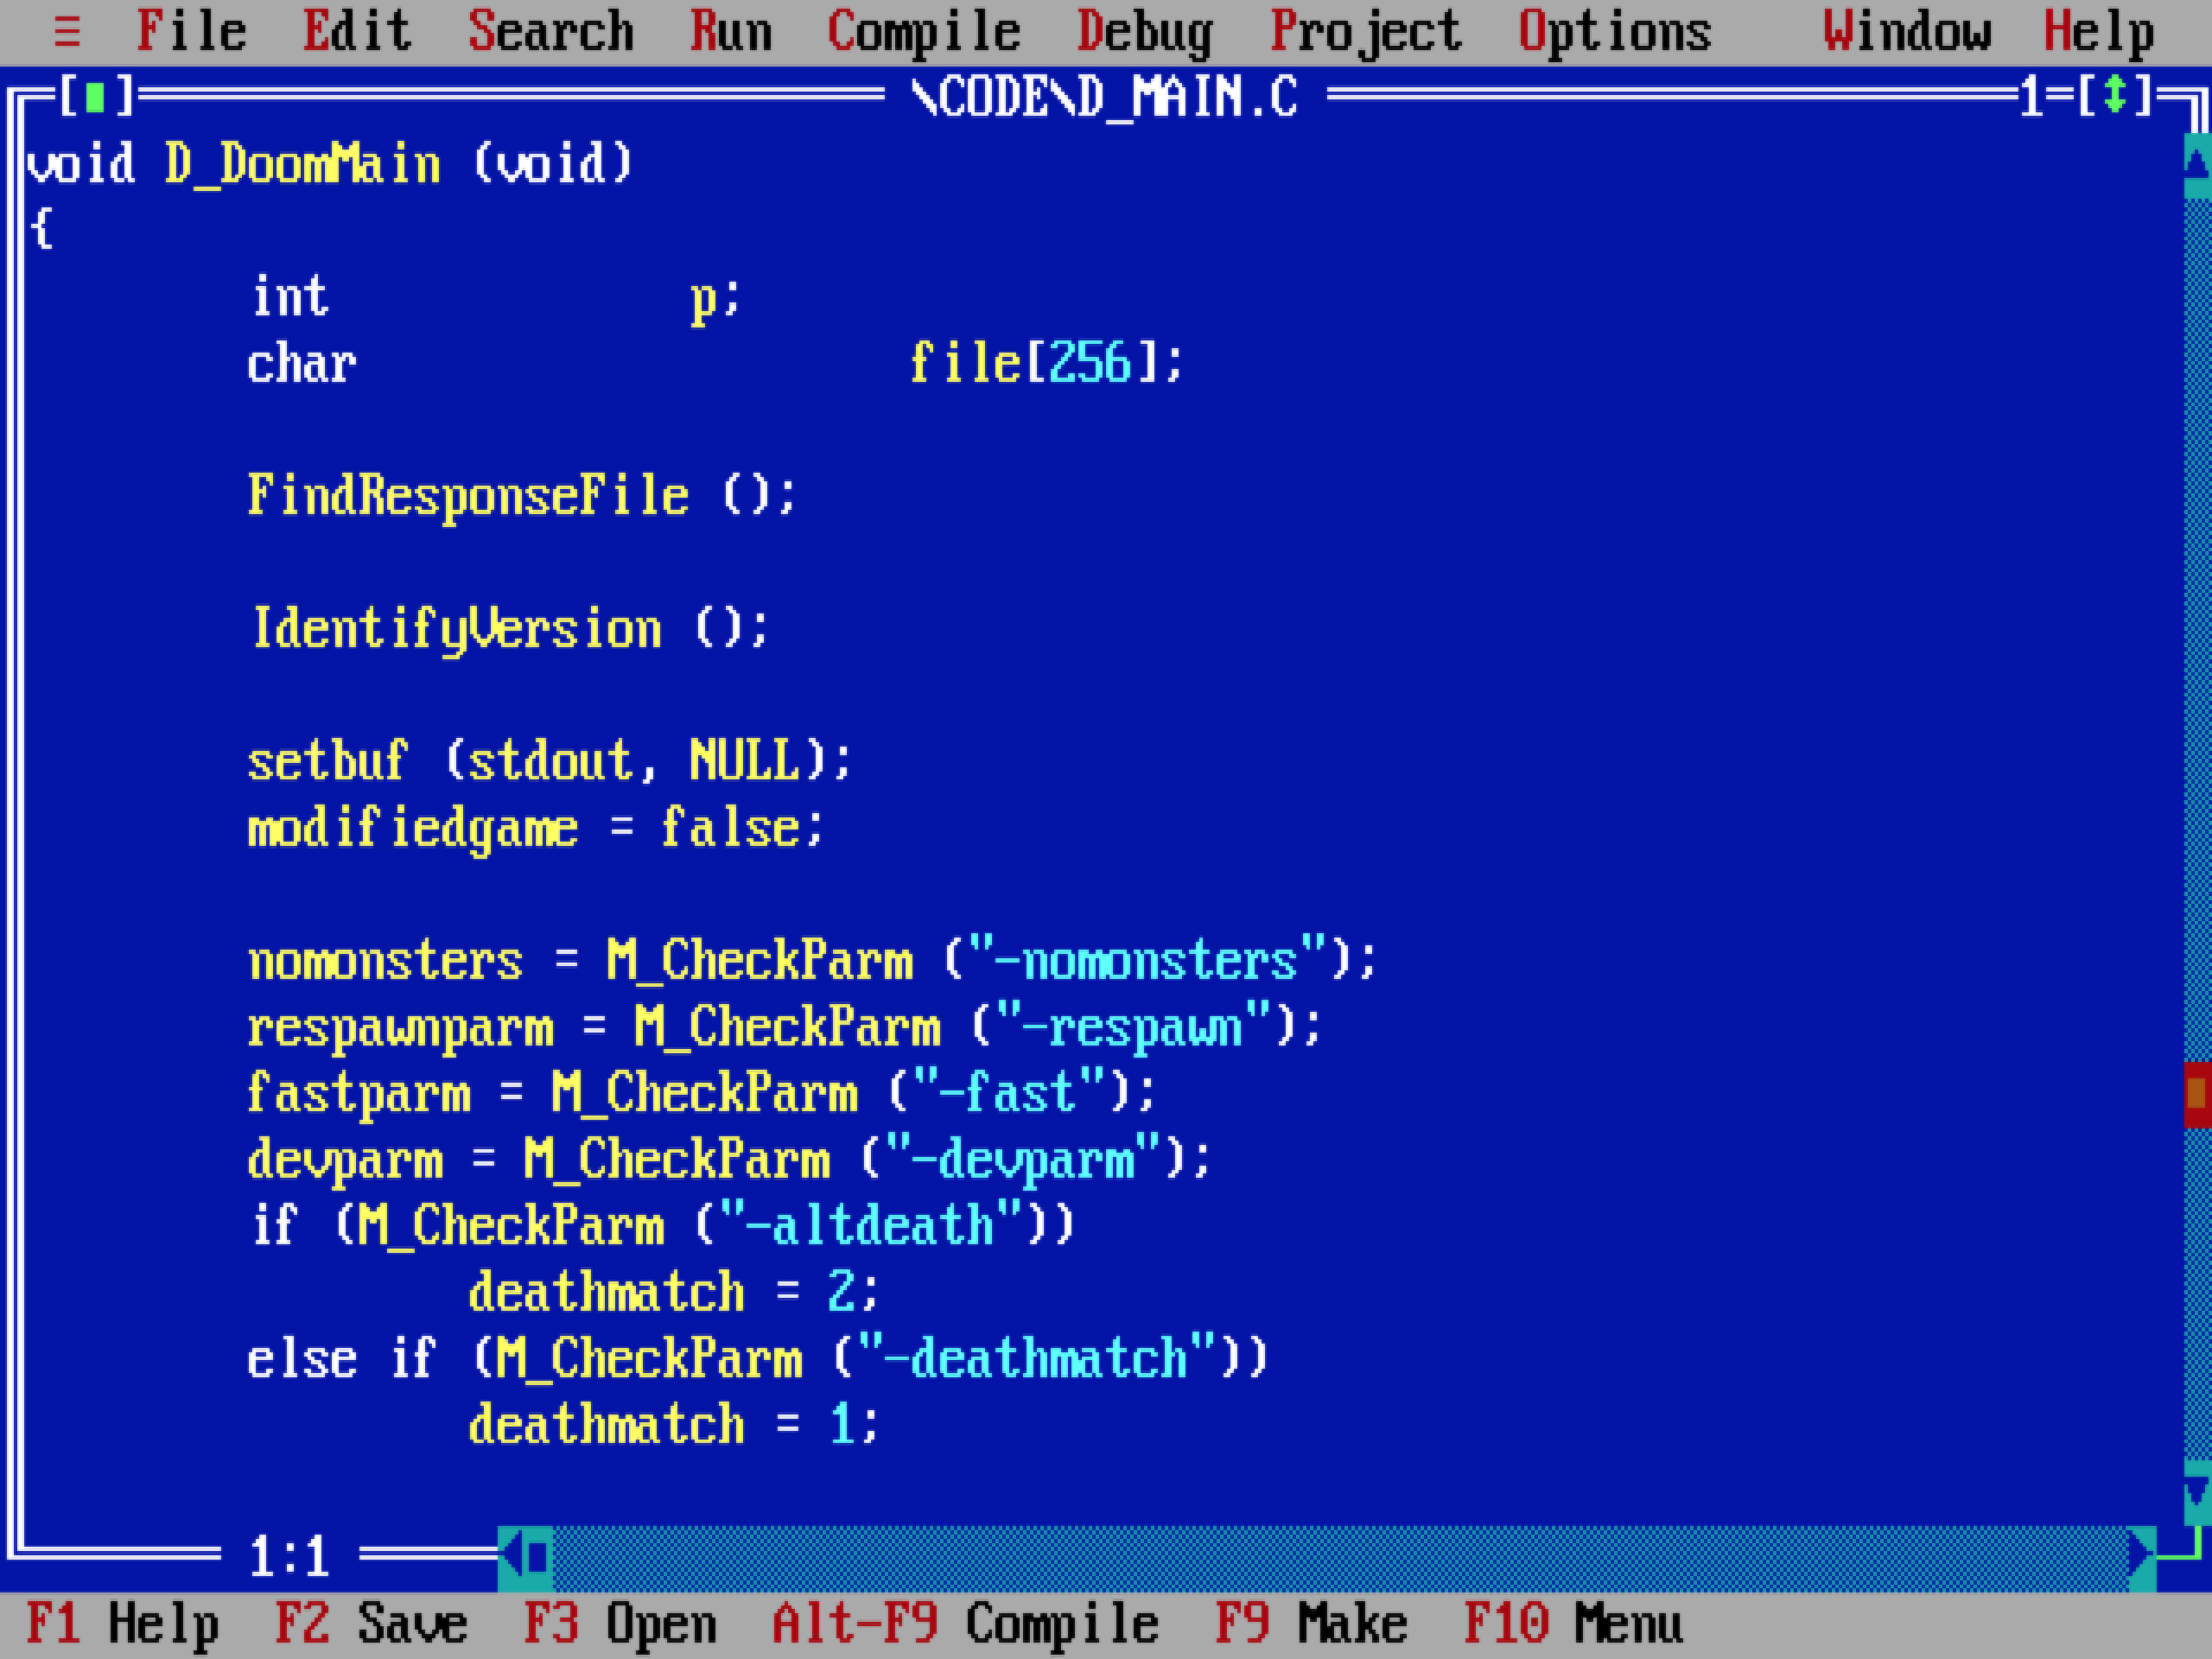 ≡ File Edit Search Run Compile Debug Project Options Window Help
[▮] \CODE\D_MAIN.C 1=[↕]
void D_DoomMain (void)
{
        int             p;
        char                    file[256];

        FindResponseFile ();

        IdentifyVersion ();

        setbuf (stdout, NULL);
        modifiedgame = false;

        nomonsters = M_CheckParm ("-nomonsters");
        respawnparm = M_CheckParm ("-respawn");
        fastparm = M_CheckParm ("-fast");
        devparm = M_CheckParm ("-devparm");
        if (M_CheckParm ("-altdeath"))
                deathmatch = 2;
        else if (M_CheckParm ("-deathmatch"))
                deathmatch = 1;
1:1
F1 Help F2 Save F3 Open Alt-F9 Compile F9 Make F10 Menu